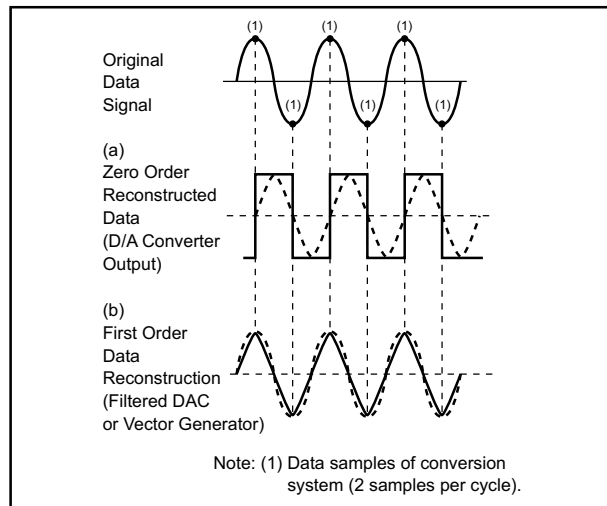 (1) (1) (1)
Original
Data
Signal
(1) (1) (1)
(a)
Zero Order
Reconstructed
Data
(D/A Converter
Output)
(b)
First Order
Data
Reconstruction
(Filtered DAC
or Vector Generator)
Note: (1) Data samples of conversion
system (2 samples per cycle).